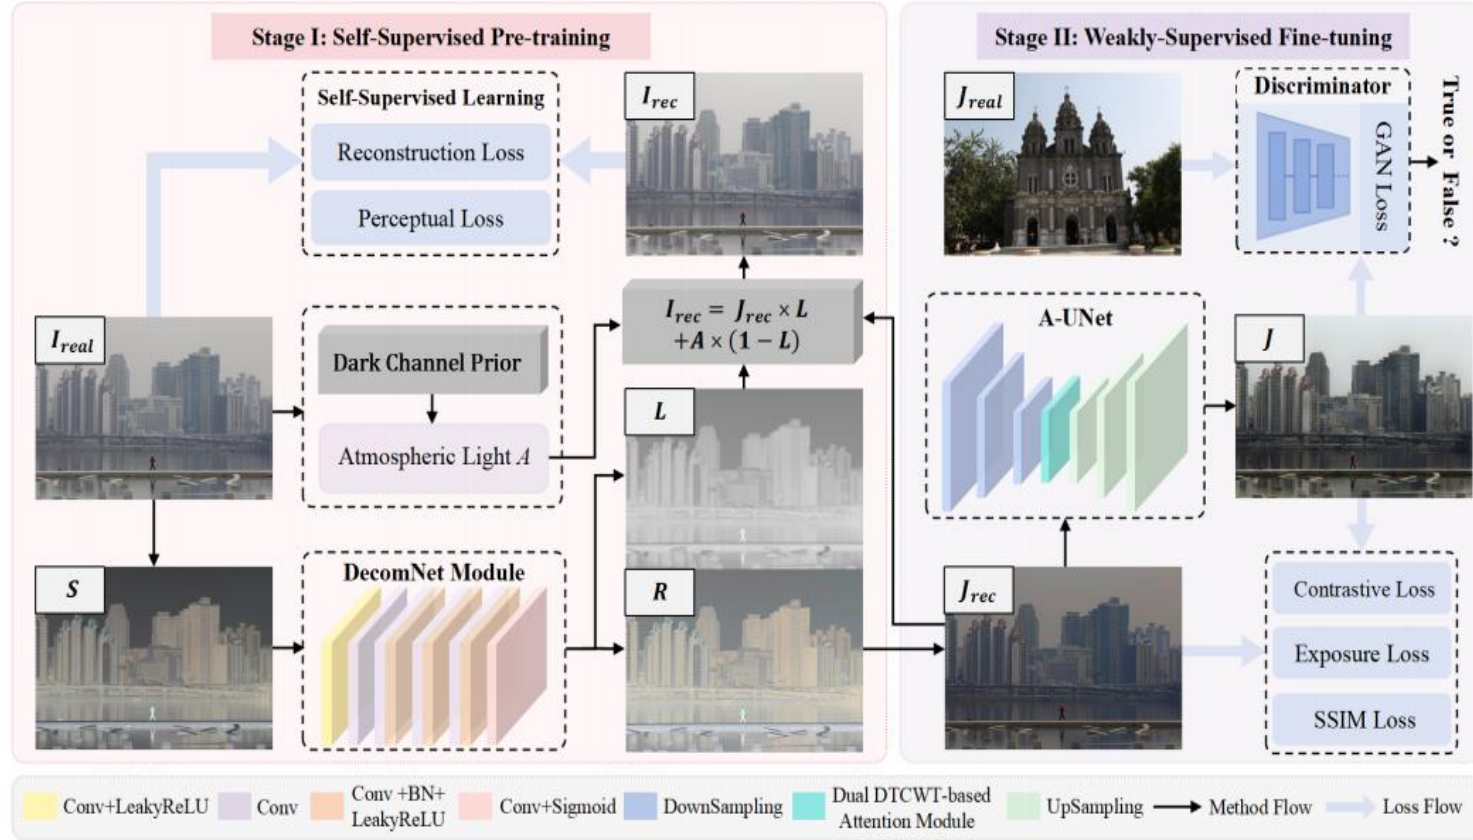 Stage I: Self-Supervised Pre-training
Self-Supervised Learning
Reconstruction Loss
Perceptual Loss
I_rec
I_real
Dark Channel Prior
Atmospheric Light A
I_rec = J_rec × L
+A × (1 − L)
L
S
DecomNet Module
R
Stage II: Weakly-Supervised Fine-tuning
J_real
Discriminator
GAN Loss
True or
False ?
A-UNet
J
J_rec
Contrastive Loss
Exposure Loss
SSIM Loss
Conv+LeakyReLU
Conv
Conv +BN+
LeakyReLU
Conv+Sigmoid
DownSampling
Dual DTCWT-based
Attention Module
UpSampling
Method Flow
Loss Flow